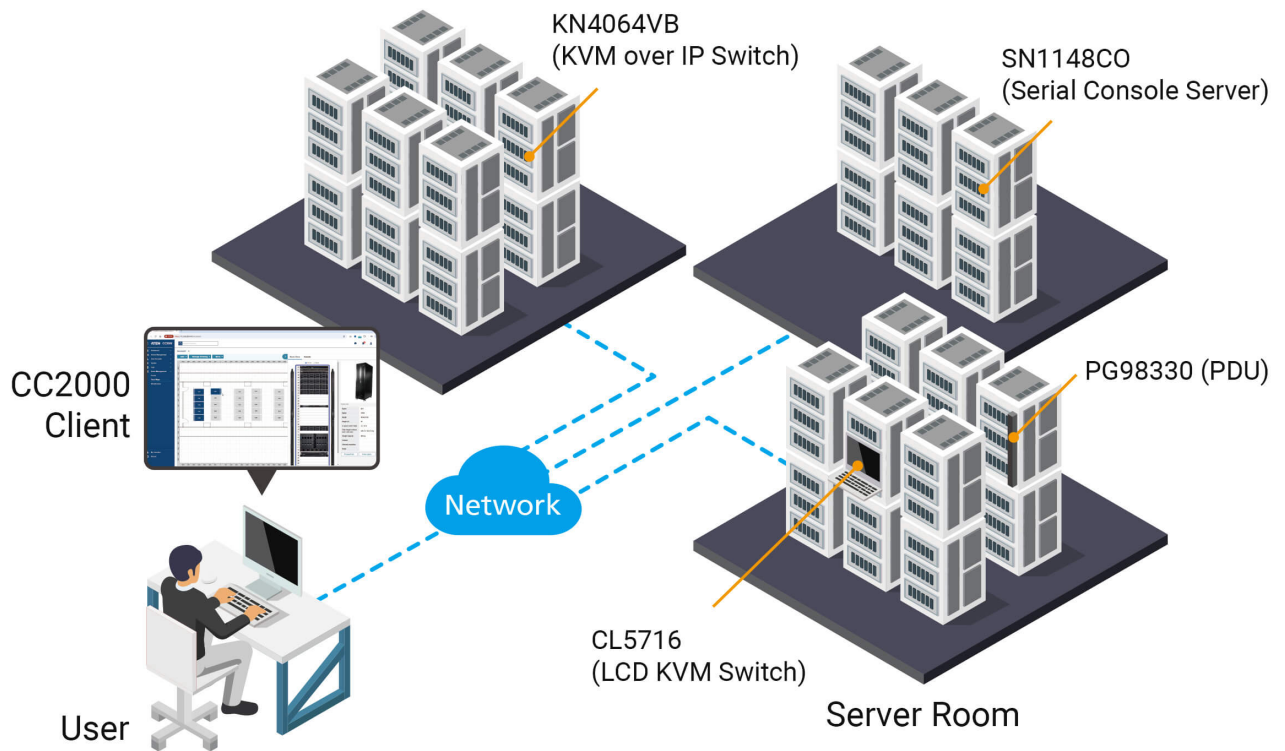 KN4064VB
(KVM over IP Switch)
SN1148CO
(Serial Console Server)
CC2000
Client
PG98330 (PDU)
Network
CL5716
(LCD KVM Switch)
User
Server Room